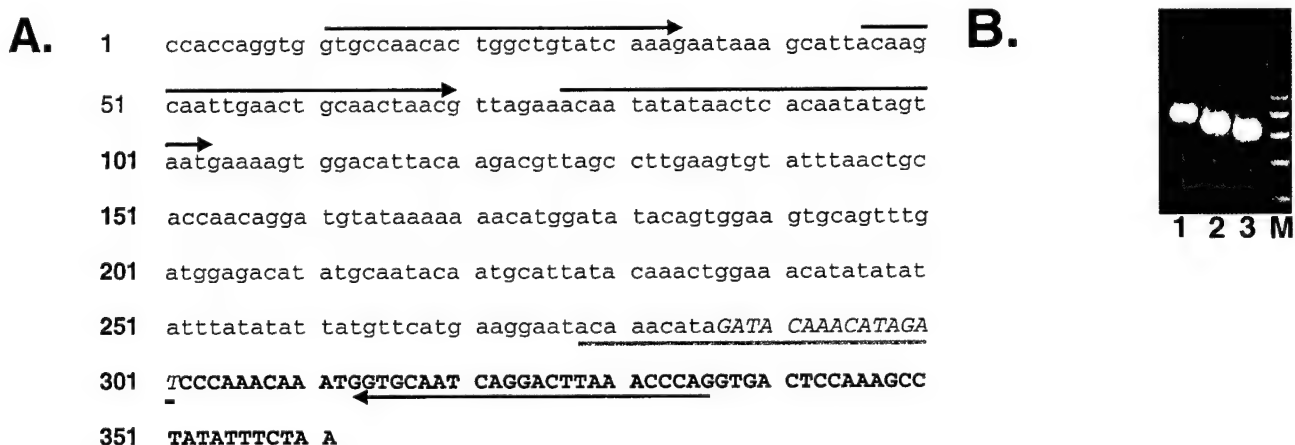 A.
1 ccaccaggtg gtgccaacac tggctgtatc aaagaataaa gcattacaag
51 caattgaact gcaactaacg ttagaaacaa tatataactc acaatatagt
101 aatgaaaagt ggacattaca agacgttagc cttgaagtgt atttaactgc
151 accaacagga tgtataaaaa aacatggata tacagtggaa gtgcagtttg
201 atggagacat atgcaataca atgcattata caaactggaa acatatatat
251 atttatatat tatgttcatg aaggaataca aacataGATA CAAACATAGA
301 TCCCAAACAA ATGGTGCAAT CAGGACTTAA ACCCAGGTGA CTCCAAAGCC
351 TATATTTCTAA A
B.
1 2 3 M